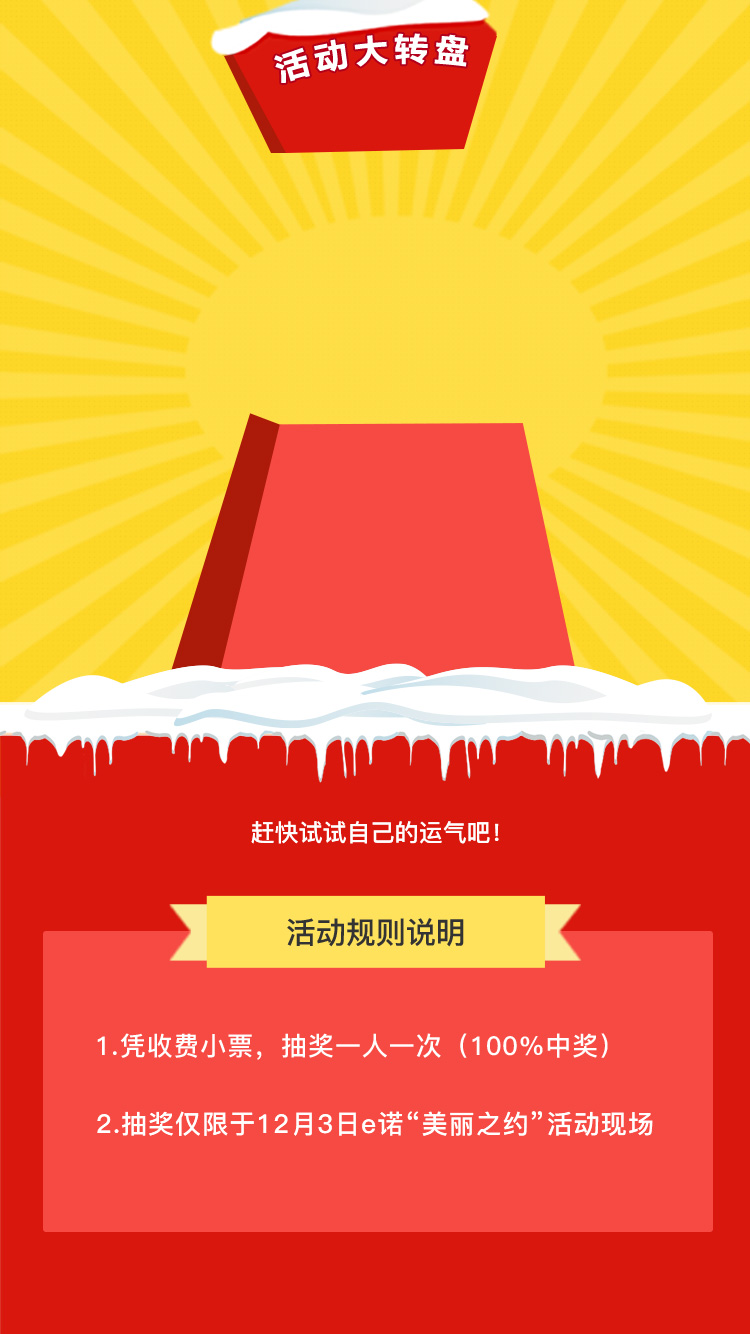 活动大转盘
赶快试试自己的运气吧！
活动规则说明
1.凭收费小票，抽奖一人一次（100%中奖）
2.抽奖仅限于12月3日e诺“美丽之约”活动现场